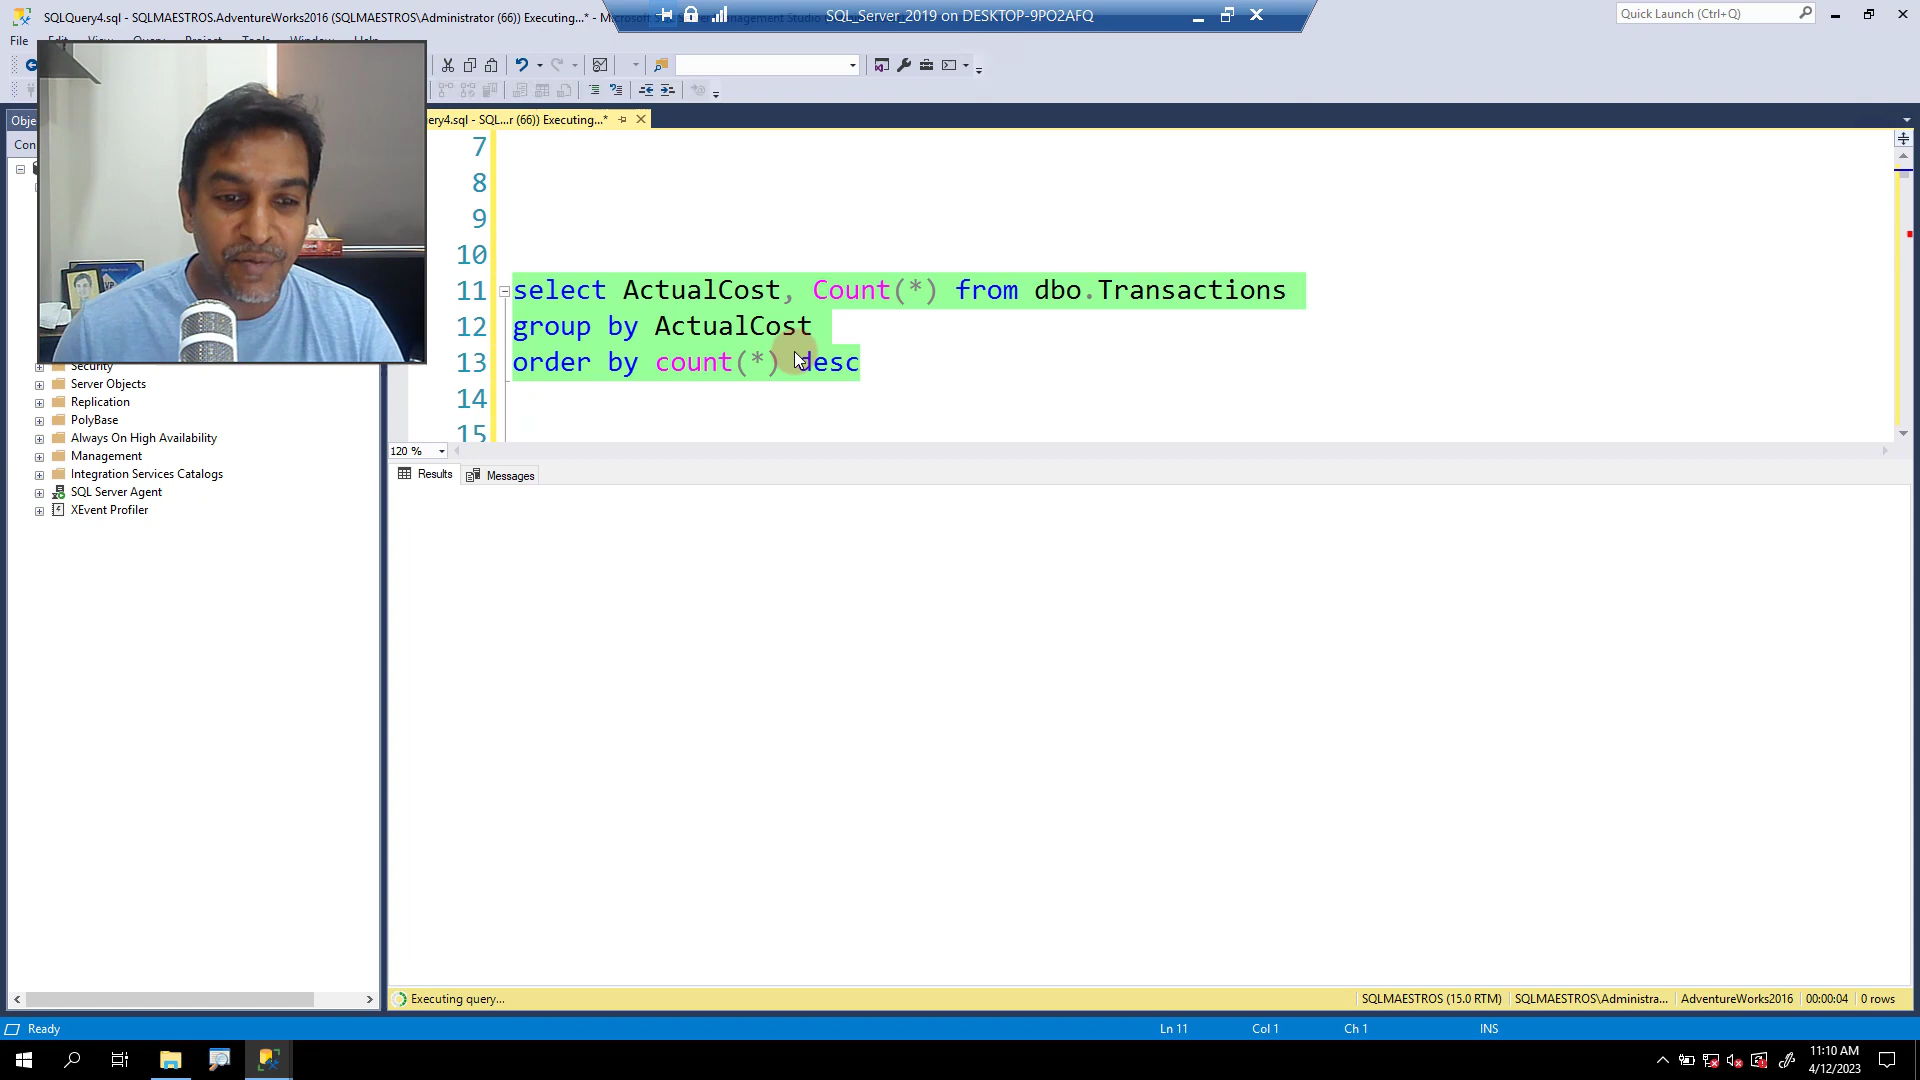 SQLQuery4.sql - SQLMAESTROS.AdventureWorks2016 (SQLMAESTROS\Administrator (66)) Executing...* -
SQL_Server_2019 on DESKTOP-9PO2AFQ
Quick Launch (Ctrl+Q)
File
ery4.sql - SQL...r (66)) Executing...*
Obje
Con
7
8
9
10
11 select ActualCost, Count(*) from dbo.Transactions
12 group by ActualCost
13 order by count(*) desc
14
15
120 %
Results
Messages
Security
Server Objects
Replication
PolyBase
Always On High Availability
Management
Integration Services Catalogs
SQL Server Agent
XEvent Profiler
Executing query...
SQLMAESTROS (15.0 RTM)
SQLMAESTROS\Administra...
AdventureWorks2016
00:00:04
0 rows
Ready
Ln 11
Col 1
Ch 1
INS
11:10 AM
4/12/2023